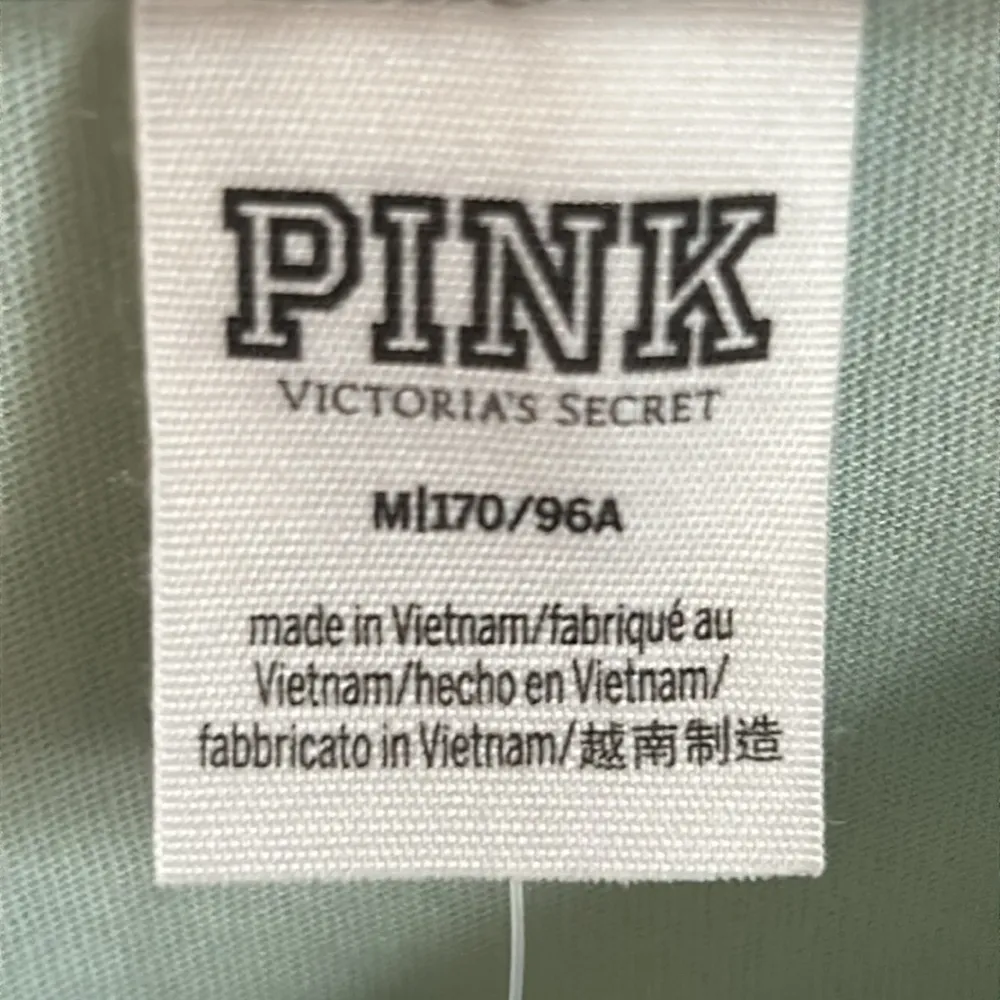 PINK
VICTORIA'S SECRET
M|170/96A
made in Vietnam/fabriqué au
Vietnam/hecho en Vietnam/
fabbricato in Vietnam/越南制造